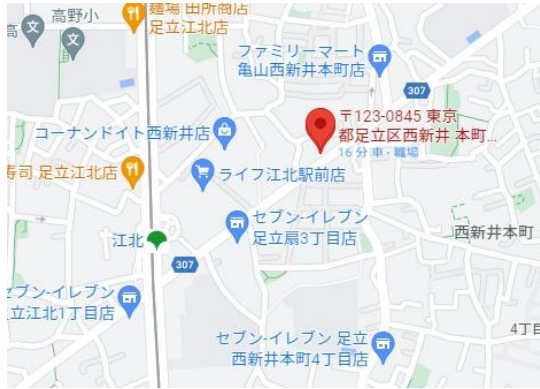 麺場 田所商店
足立江北店
高野小
高
文
文
ファミリーマート
亀山西新井本町店
307
〒123-0845 東京
都足立区西新井 本町...
16 分 車 - 職場
コーナンドイト西新井店
寿司 足立江北店
ライフ江北駅前店
セブン-イレブン
足立扇3丁目店
西新井本町
江北
307
セブン-イレブン
足立江北1丁目店
4丁目
セブン-イレブン 足立
西新井本町4丁目店